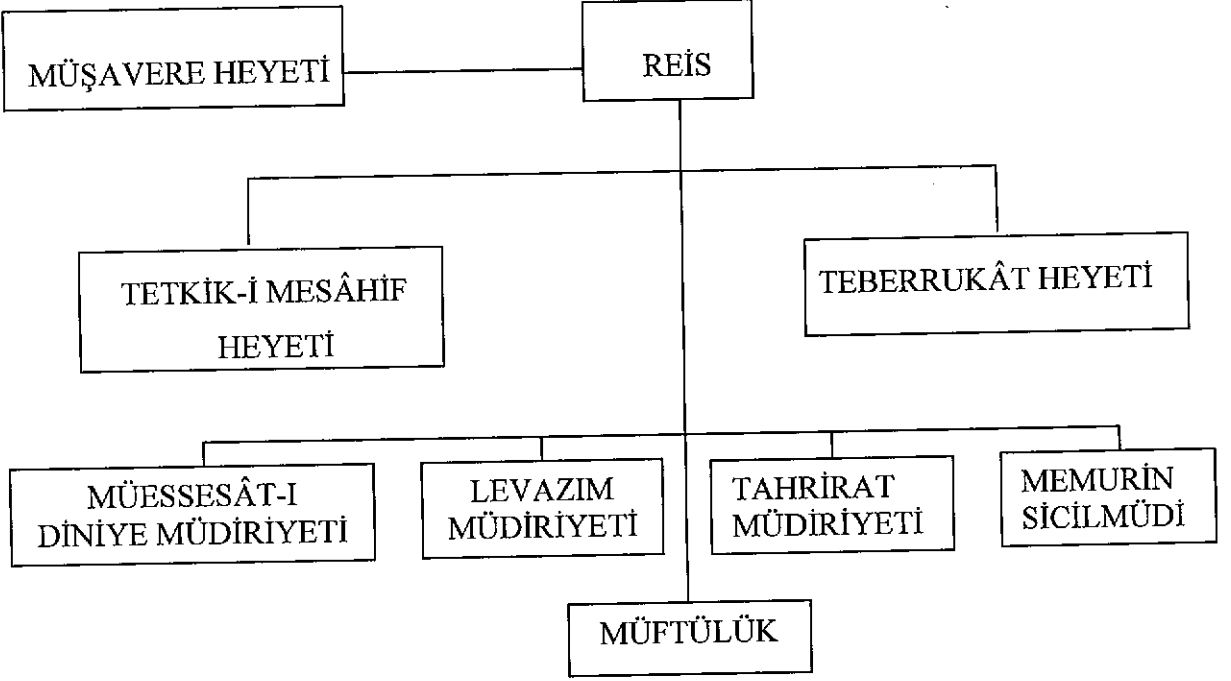 MÜŞAVERE HEYETİ
REİS
TETKİK-İ MESÂHİF
HEYETİ
TEBERRUKÂT HEYETİ
MÜESSESÂT-I
DİNİYE MÜDİRİYETİ
LEVAZIM
MÜDİRİYETİ
TAHRİRAT
MÜDİRİYETİ
MEMURİN
SİCİLMÜDİ
MÜFTÜLÜK